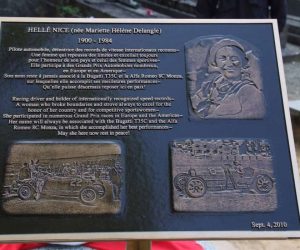 HELLÉ NICE (née Mariette Hélène Delangle)
1900 - 1984
Pilote automobile, détentrice des records de vitesse internationaux reconnus-
Une femme qui repoussa des limites et excellait toujours
pour l'honneur de son pays et celui des femmes sportives-
Elle participa à des Grands Prix Automobiles nombreux,
en Europe et en Amérique-
Son nom reste à jamais associé à la Bugatti T35C et la Alfa Romeo 8C Monza,
sur lesquelles elle accomplit ses meilleures performances-
Qu'elle puisse désormais reposer ici en paix!
Racing driver and holder of internationally recognized speed records-
A woman who broke boundaries and strove always to excel for the
honor of her country and for competitive sportswomen-
She participated in numerous Grand Prix races in Europe and the Americas-
Her name will always be associated with the Bugatti T35C and the Alfa
Romeo 8C Monza, in which she accomplished her best performances-
May she here now rest in peace!
Sept. 4, 2010